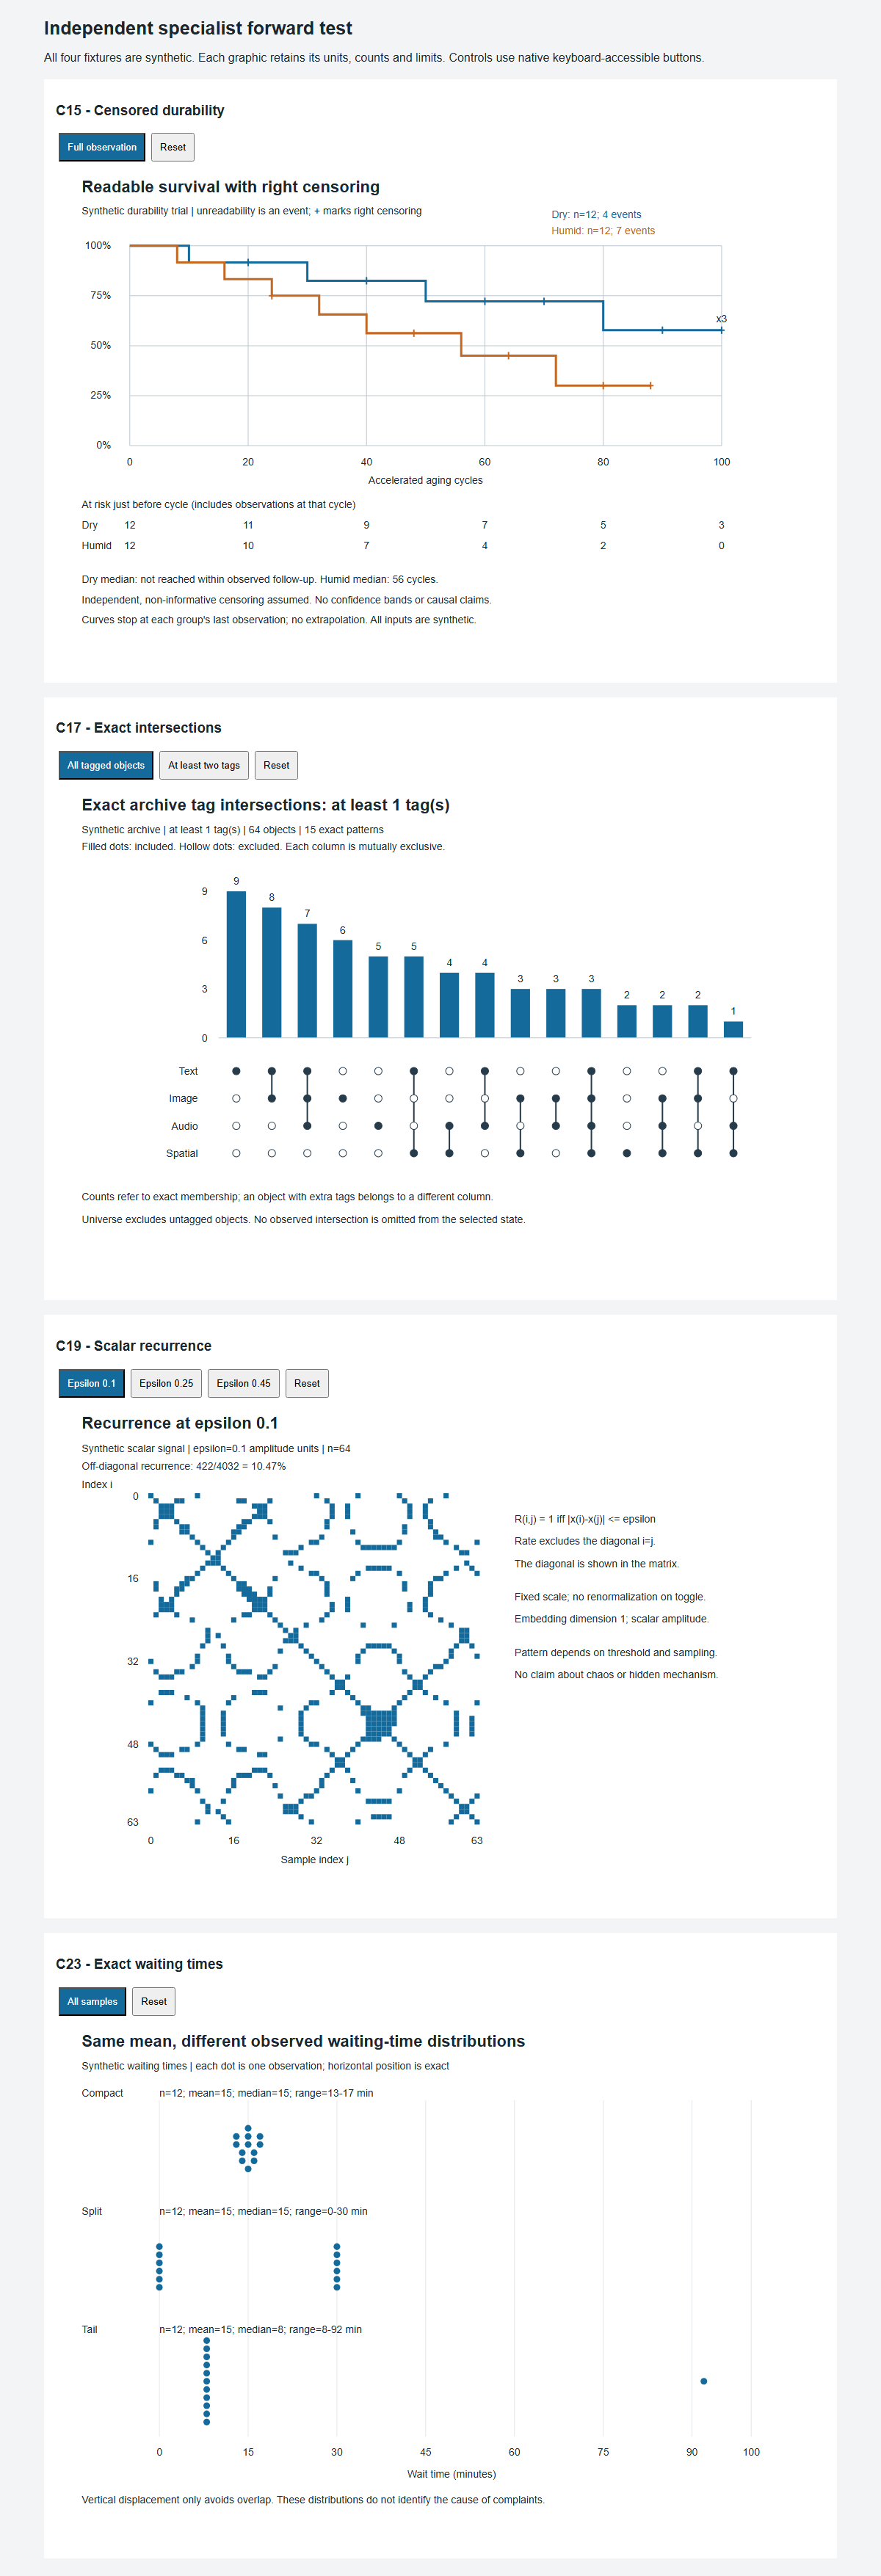 Independent specialist forward test
All four fixtures are synthetic. Each graphic retains its units, counts and limits. Controls use native keyboard-accessible buttons.
C15 - Censored durability
Full observation Reset
Readable survival with right censoring
Synthetic durability trial | unreadability is an event; + marks right censoring
Dry: n=12; 4 events
Humid: n=12; 7 events
100%
75%
x3
50%
25%
0%
0 20 40 60 80 100
Accelerated aging cycles
At risk just before cycle (includes observations at that cycle)
Dry 12 11 9 7 5 3
Humid 12 10 7 4 2 0
Dry median: not reached within observed follow-up. Humid median: 56 cycles.
Independent, non-informative censoring assumed. No confidence bands or causal claims.
Curves stop at each group's last observation; no extrapolation. All inputs are synthetic.
C17 - Exact intersections
All tagged objects At least two tags Reset
Exact archive tag intersections: at least 1 tag(s)
Synthetic archive | at least 1 tag(s) | 64 objects | 15 exact patterns
Filled dots: included. Hollow dots: excluded. Each column is mutually exclusive.
9 8 7 6 5 5 4 4 3 3 3 2 2 2 1
9
6
3
0
Text
Image
Audio
Spatial
Counts refer to exact membership; an object with extra tags belongs to a different column.
Universe excludes untagged objects. No observed intersection is omitted from the selected state.
C19 - Scalar recurrence
Epsilon 0.1 Epsilon 0.25 Epsilon 0.45 Reset
Recurrence at epsilon 0.1
Synthetic scalar signal | epsilon=0.1 amplitude units | n=64
Off-diagonal recurrence: 422/4032 = 10.47%
Index i
0
16
32
48
63
0 16 32 48 63
Sample index j
R(i,j) = 1 iff |x(i)-x(j)| <= epsilon
Rate excludes the diagonal i=j.
The diagonal is shown in the matrix.
Fixed scale; no renormalization on toggle.
Embedding dimension 1; scalar amplitude.
Pattern depends on threshold and sampling.
No claim about chaos or hidden mechanism.
C23 - Exact waiting times
All samples Reset
Same mean, different observed waiting-time distributions
Synthetic waiting times | each dot is one observation; horizontal position is exact
Compact n=12; mean=15; median=15; range=13-17 min
Split n=12; mean=15; median=15; range=0-30 min
Tail n=12; mean=15; median=8; range=8-92 min
0 15 30 45 60 75 90 100
Wait time (minutes)
Vertical displacement only avoids overlap. These distributions do not identify the cause of complaints.